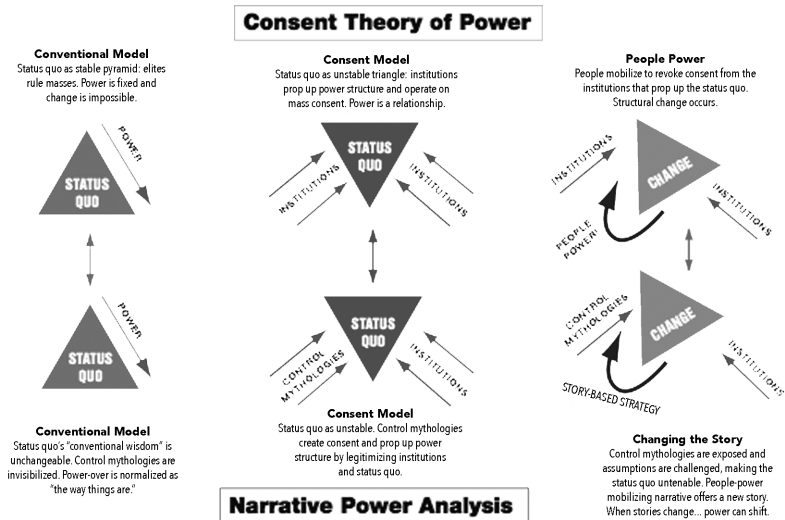 Consent Theory of Power
Conventional Model
Status quo as stable pyramid: elites
rule masses. Power is fixed and
change is impossible.
POWER
STATUS
QUO
POWER
STATUS
QUO
Conventional Model
Status quo's "conventional wisdom" is
unchangeable. Control mythologies are
invisibilized. Power-over is normalized as
"the way things are."
Consent Model
Status quo as unstable triangle: institutions
prop up power structure and operate on
mass consent. Power is a relationship.
STATUS
QUO
INSTITUTIONS
INSTITUTIONS
STATUS
QUO
CONTROL
MYTHOLOGIES
INSTITUTIONS
Consent Model
Status quo as unstable. Control mythologies
create consent and prop up power
structure by legitimizing institutions
and status quo.
People Power
People mobilize to revoke consent from the
institutions that prop up the status quo.
Structural change occurs.
INSTITUTIONS
CHANGE
INSTITUTIONS
PEOPLE
POWER!
CONTROL
MYTHOLOGIES
CHANGE
INSTITUTIONS
STORY-BASED STRATEGY
Changing the Story
Control mythologies are exposed and
assumptions are challenged, making the
status quo untenable. People-power
mobilizing narrative offers a new story.
When stories change... power can shift.
Narrative Power Analysis